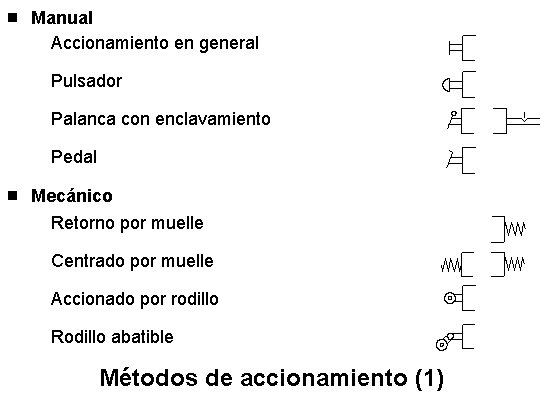 Manual
Accionamiento en general
Pulsador
Palanca con enclavamiento
Pedal
Mecánico
Retorno por muelle
Centrado por muelle
Accionado por rodillo
Rodillo abatible
Métodos de accionamiento (1)